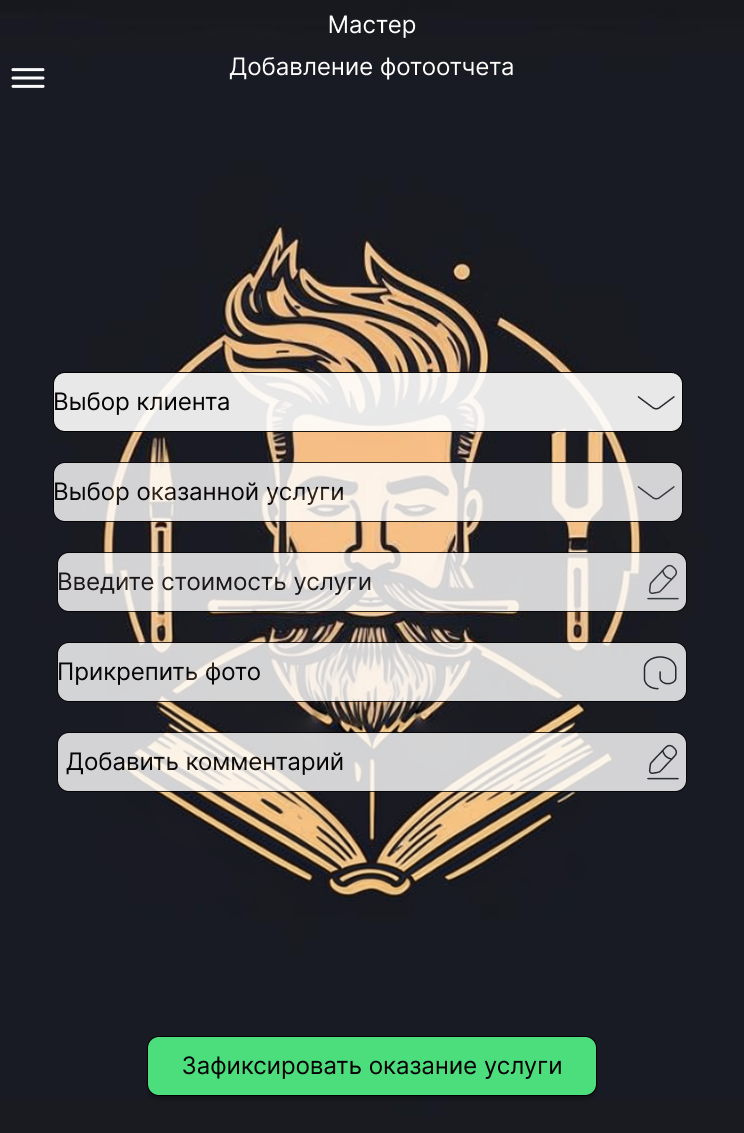 Мастер
Добавление фотоотчета
Выбор клиента
Выбор оказанной услуги
Введите стоимость услуги
Прикрепить фото
Добавить комментарий
Зафиксировать оказание услуги